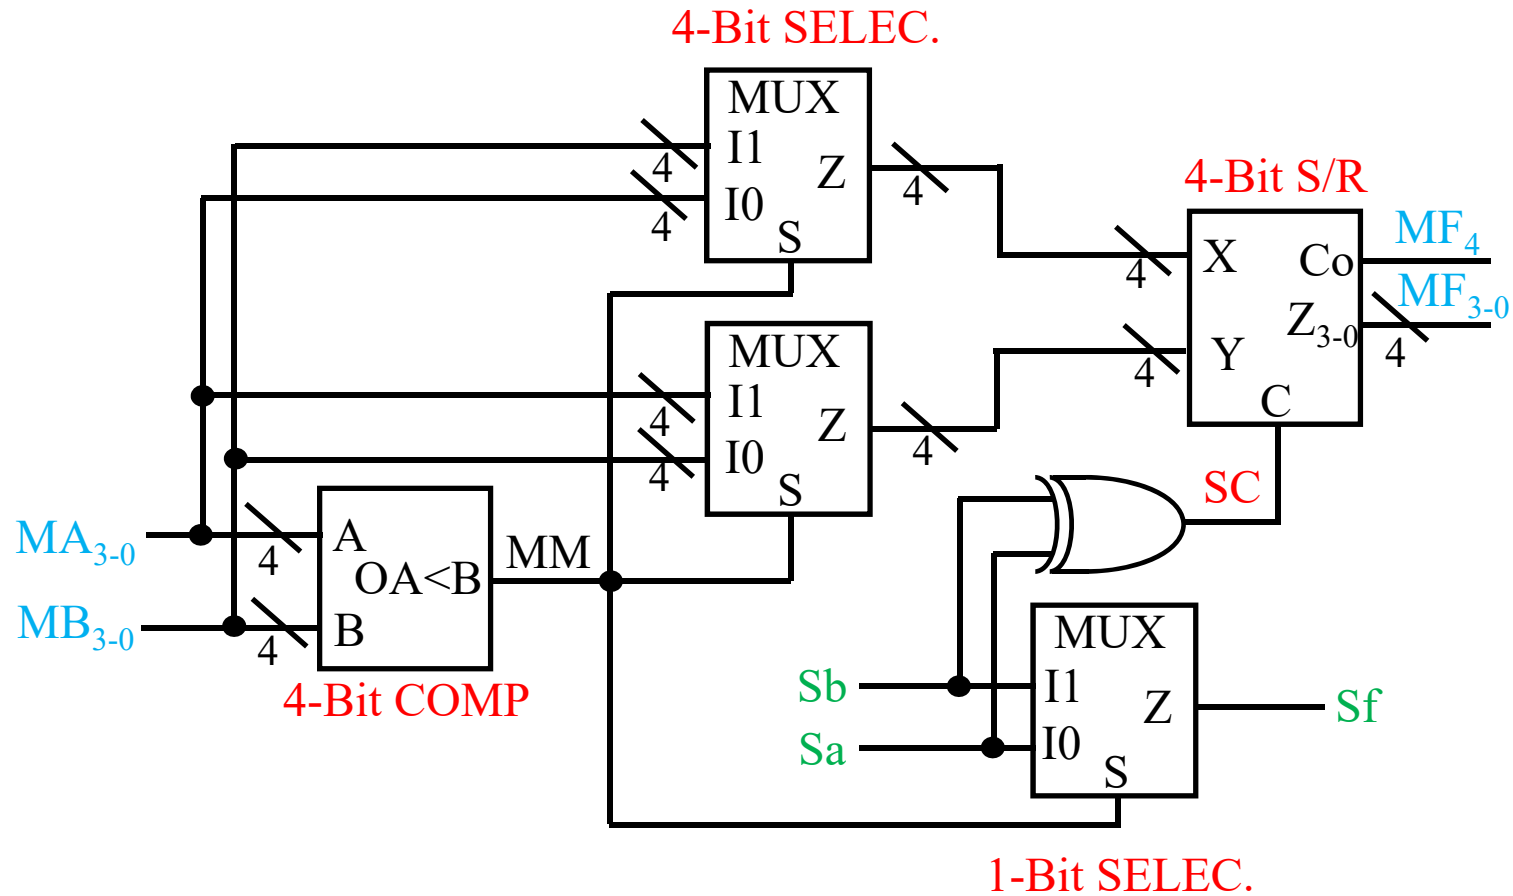 4-Bit SELEC.
MUX
I1
4
Z
4
I0
4
S
4-Bit S/R
MF4
X
Co
4
MF3-0
Z3-0
4
Y
4
C
MUX
I1
4
Z
4
I0
4
S
SC
MA3-0
4
A
MM
OA<B
MB3-0
4
B
4-Bit COMP
MUX
Sb
I1
Z
Sf
Sa
I0
S
1-Bit SELEC.